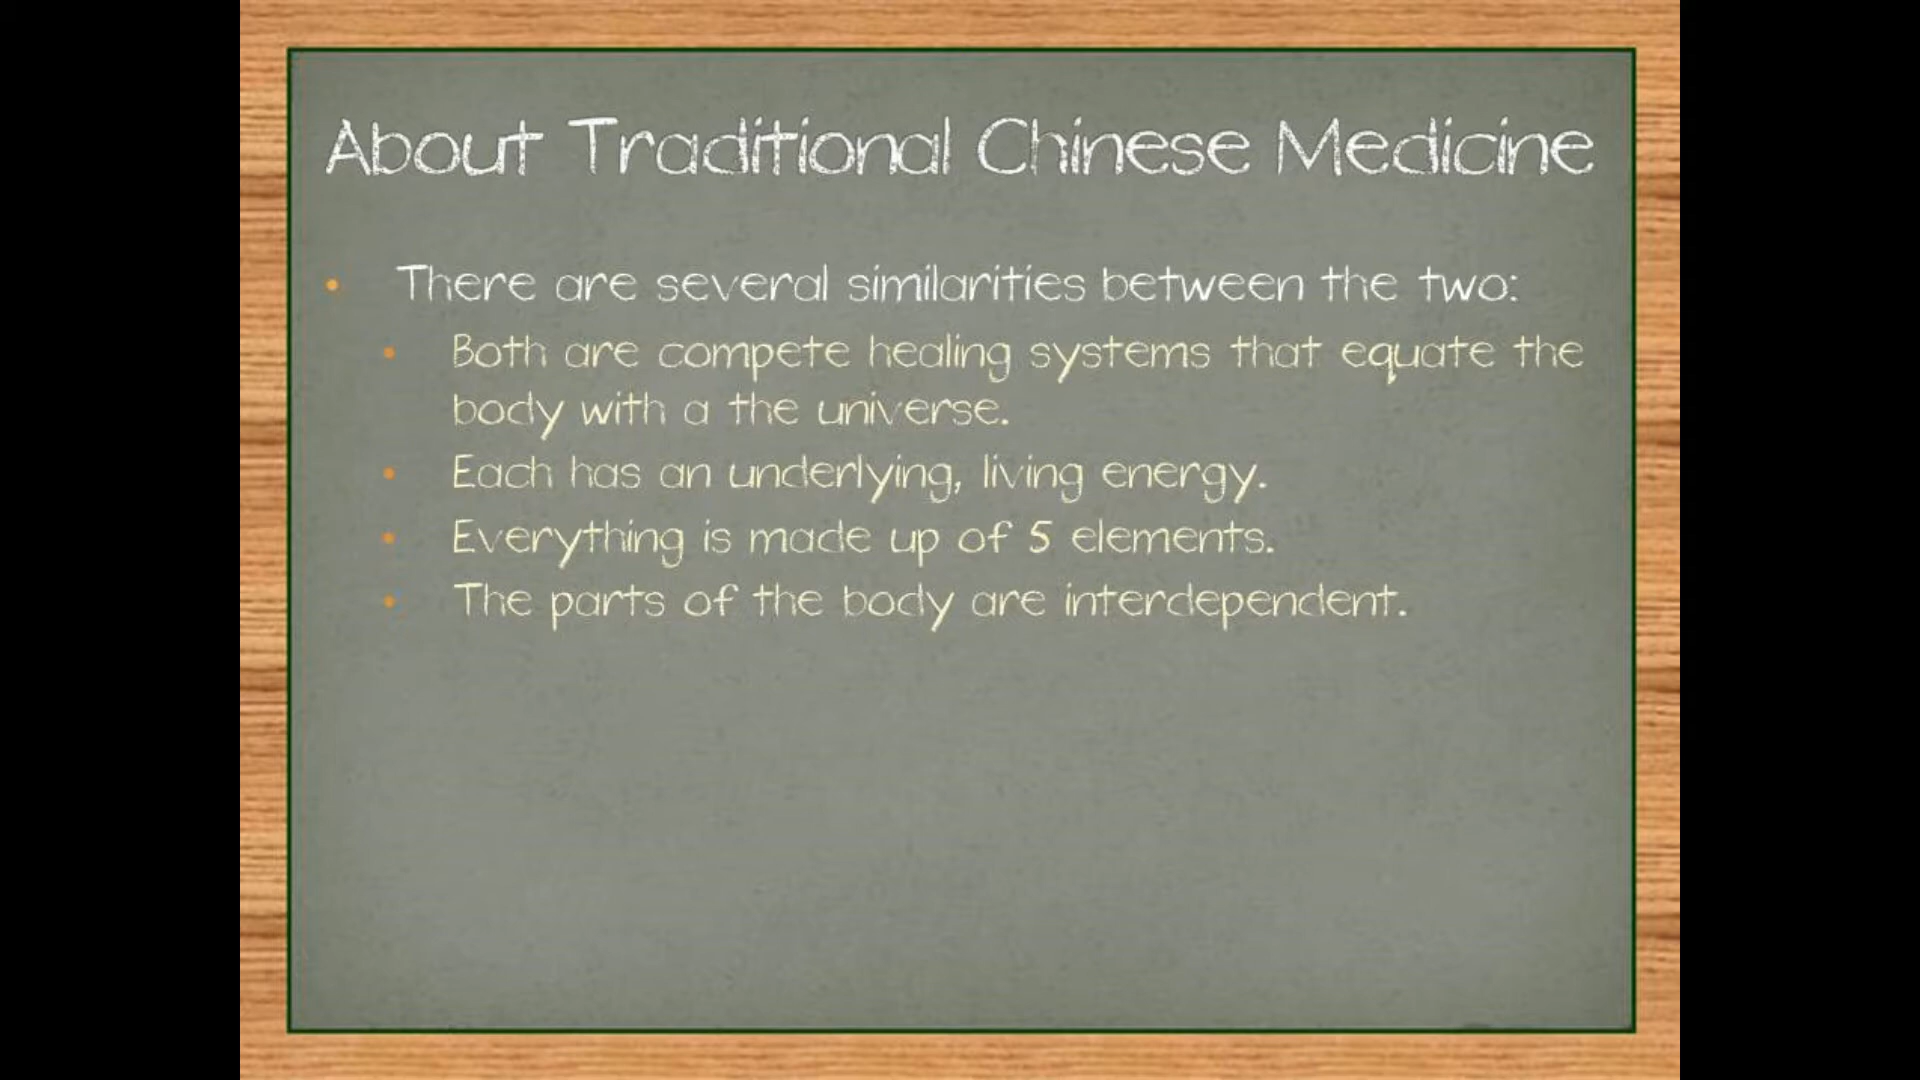 About Traditional Chinese Medicine
• There are several similarities between the two:
• Both are compete healing systems that equate the
body with a the universe.
• Each has an underlying, living energy.
• Everything is made up of 5 elements.
• The parts of the body are interdependent.